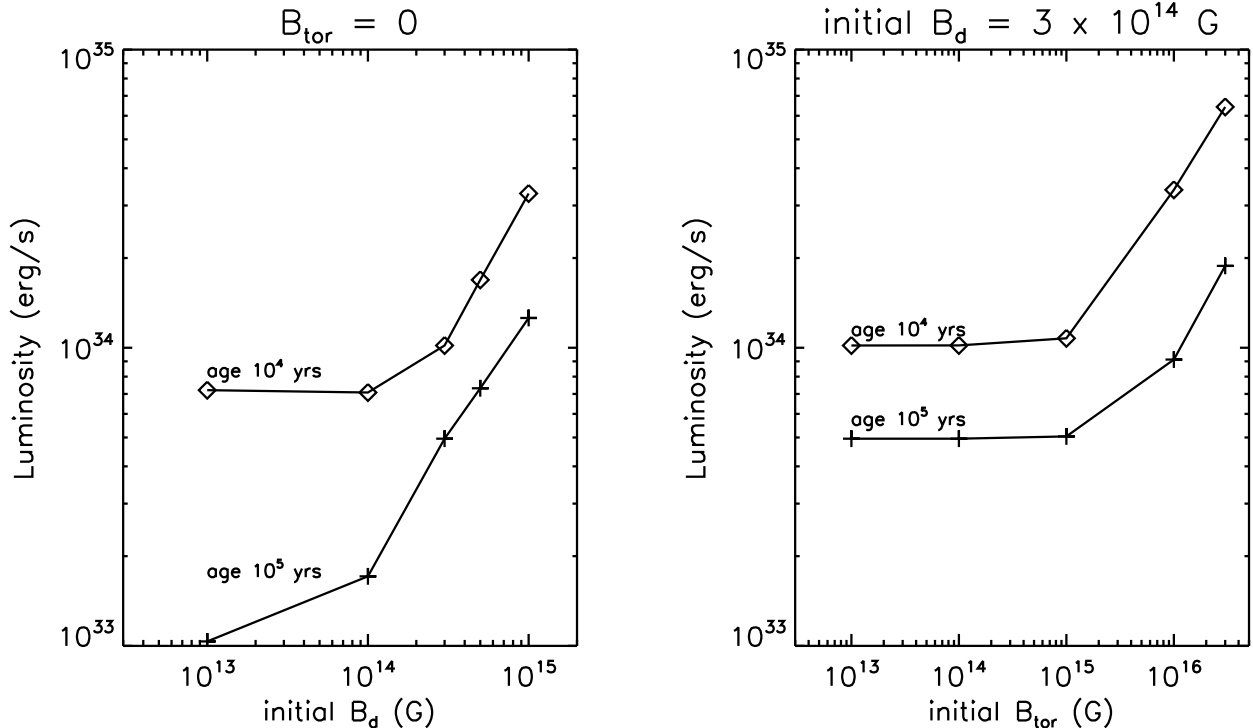 B_tor = 0
10^35
10^34
10^33
Luminosity (erg/s)
age 10^4 yrs
age 10^5 yrs
10^13 10^14 10^15
initial B_d (G)
initial B_d = 3 x 10^14 G
10^35
10^34
10^33
Luminosity (erg/s)
age 10^4 yrs
age 10^5 yrs
10^13 10^14 10^15 10^16
initial B_tor (G)